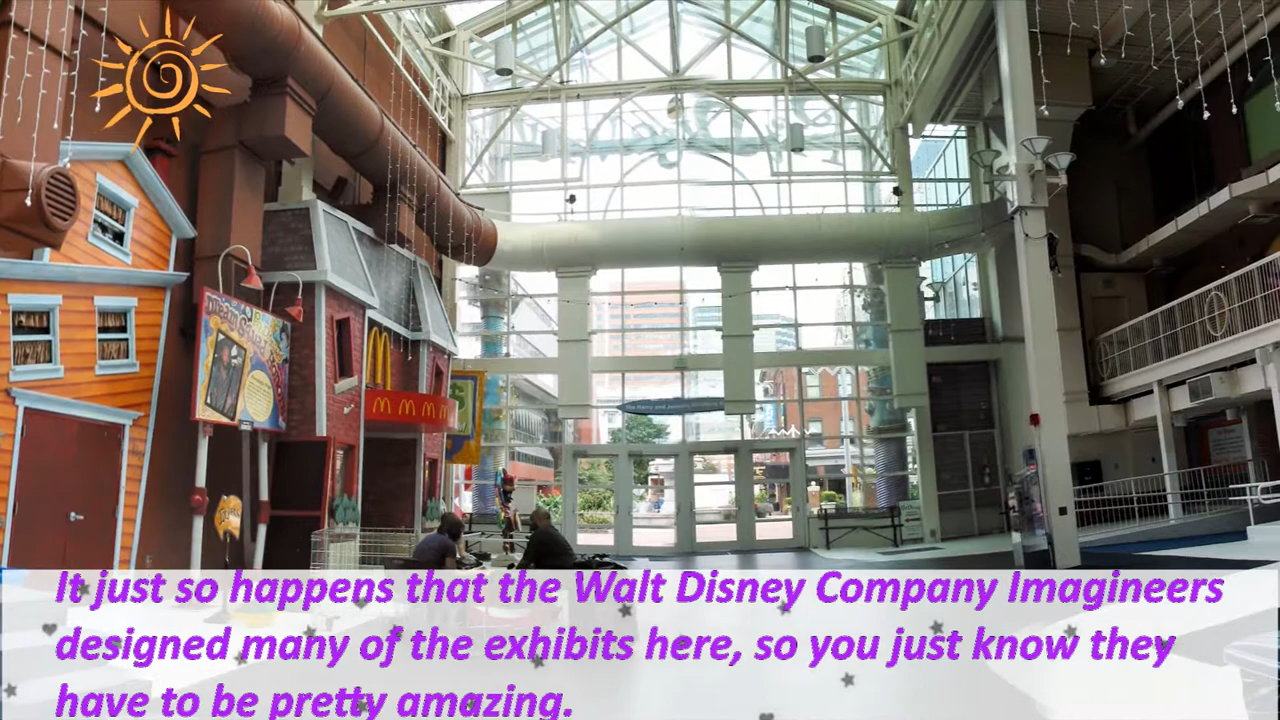 It just so happens that the Walt Disney Company Imagineers
designed many of the exhibits here, so you just know they
have to be pretty amazing.